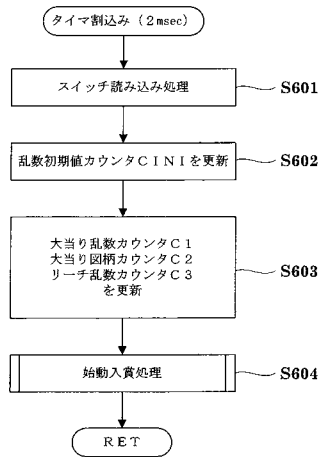 タイマ割込み（2msec）
スイッチ読み込み処理
S601
乱数初期値カウンタＣＩＮＩを更新
S602
大当り乱数カウンタＣ１
大当り図柄カウンタＣ２
リーチ乱数カウンタＣ３
を更新
S603
始動入賞処理
S604
ＲＥＴ